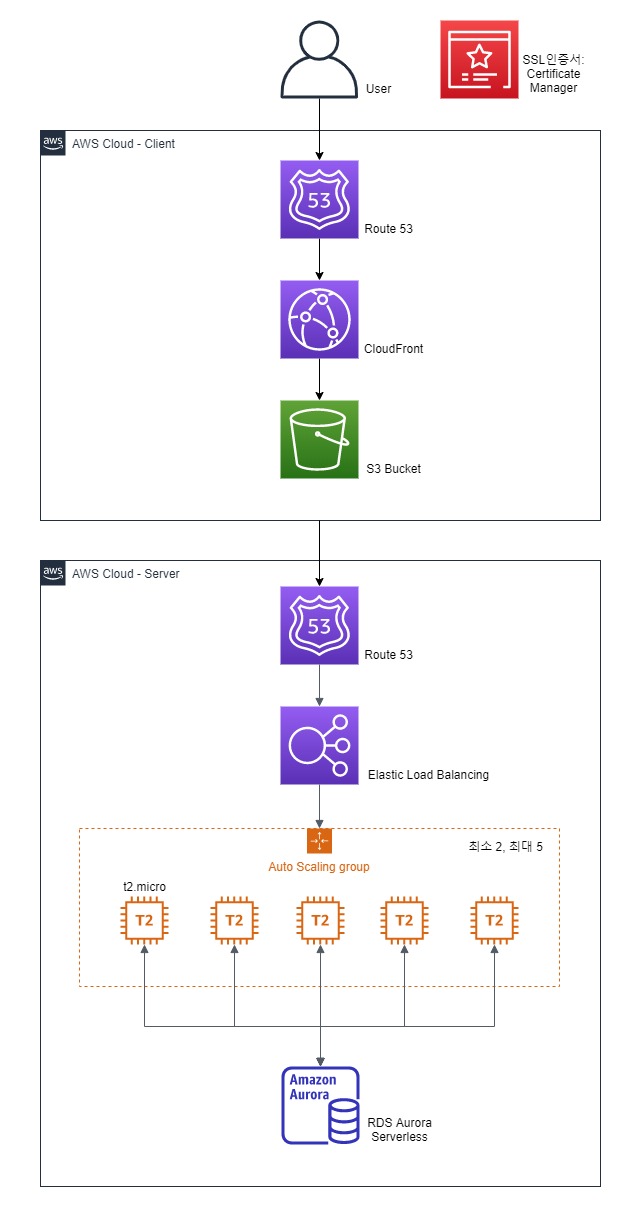 User
SSL인증서:
Certificate
Manager
aws
AWS Cloud - Client
53
Route 53
CloudFront
S3 Bucket
aws
AWS Cloud - Server
53
Route 53
Elastic Load Balancing
최소 2, 최대 5
Auto Scaling group
t2.micro
T2 T2 T2 T2 T2
Amazon
Aurora
RDS Aurora
Serverless